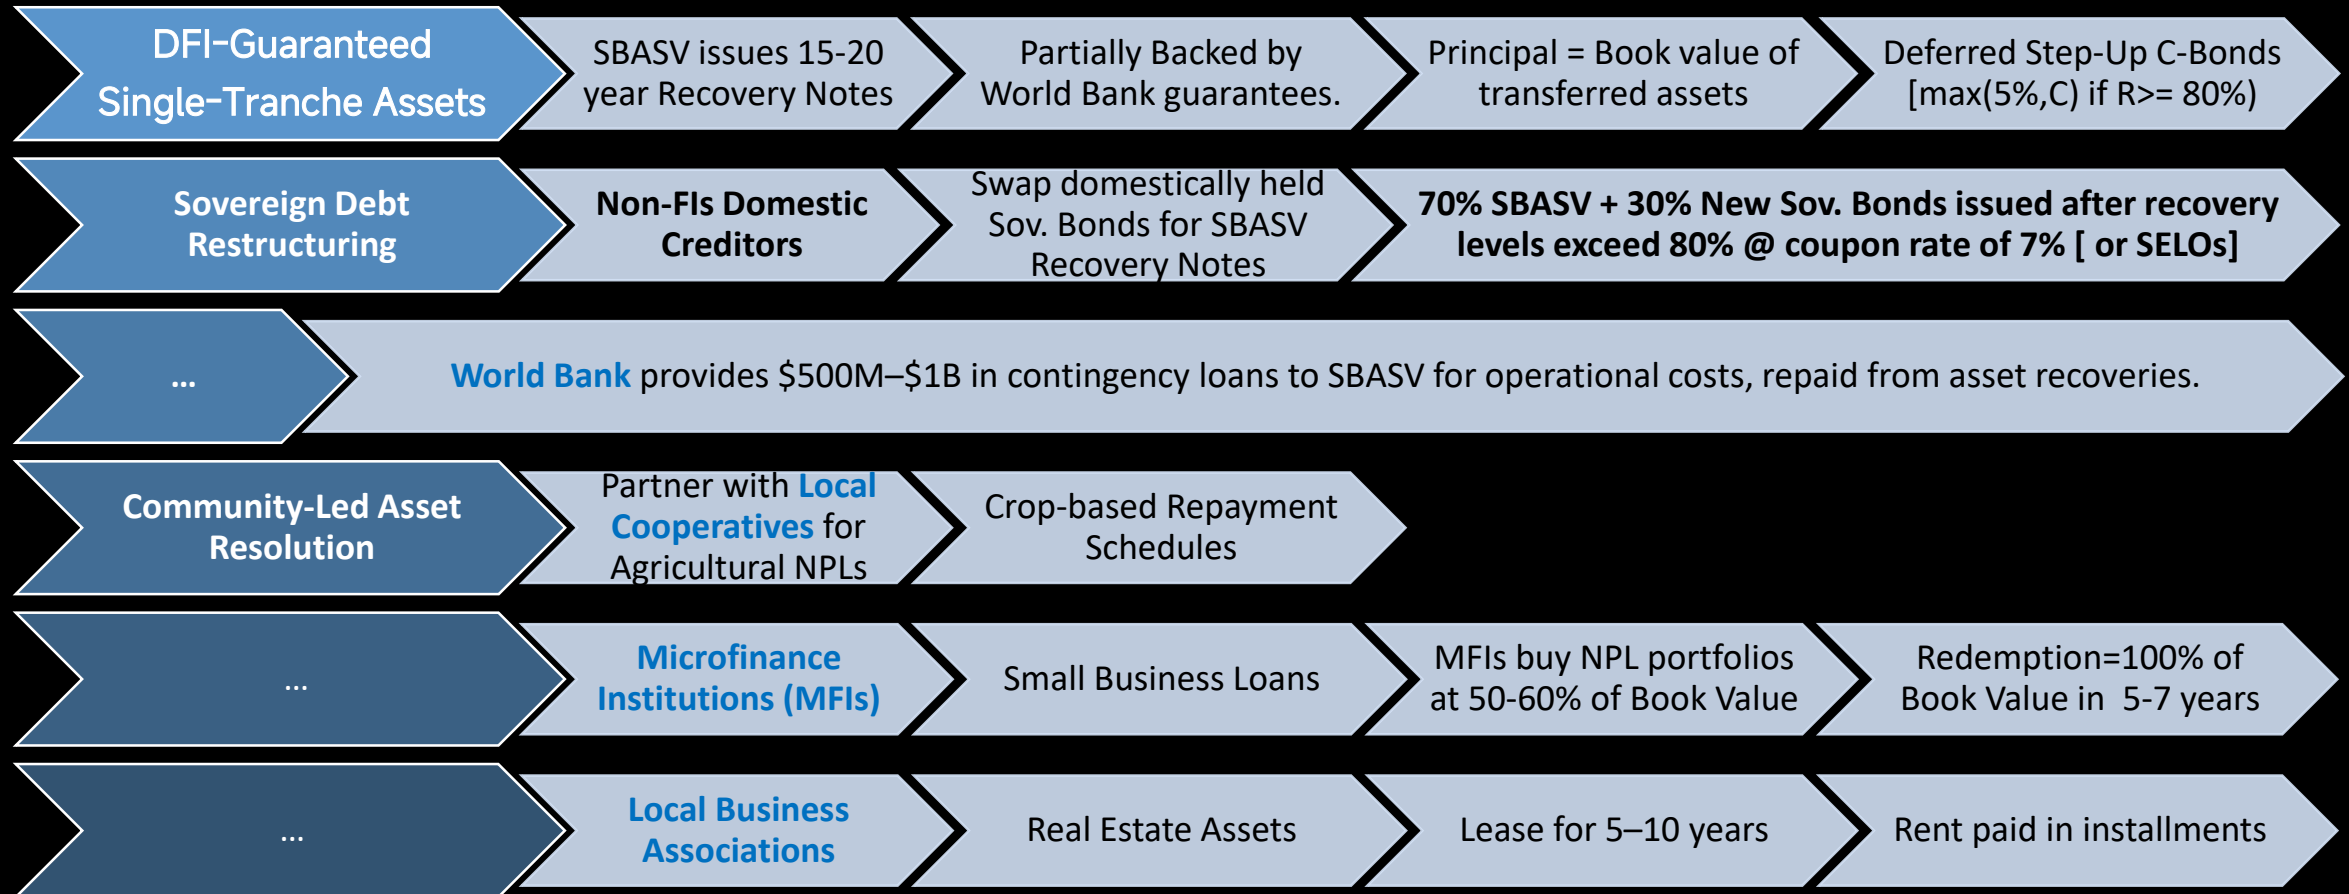 DFI-Guaranteed
Single-Tranche Assets
SBASV issues 15-20
year Recovery Notes
Partially Backed by
World Bank guarantees.
Principal = Book value of
transferred assets
Deferred Step-Up C-Bonds
[max(5%,C) if R>= 80%)
Sovereign Debt
Restructuring
Non-FIs Domestic
Creditors
Swap domestically held
Sov. Bonds for SBASV
Recovery Notes
70% SBASV + 30% New Sov. Bonds issued after recovery
levels exceed 80% @ coupon rate of 7% [ or SELOs]
...
World Bank provides $500M–$1B in contingency loans to SBASV for operational costs, repaid from asset recoveries.
Community-Led Asset
Resolution
Partner with Local
Cooperatives for
Agricultural NPLs
Crop-based Repayment
Schedules
...
Microfinance
Institutions (MFIs)
Small Business Loans
MFIs buy NPL portfolios
at 50-60% of Book Value
Redemption=100% of
Book Value in  5-7 years
...
Local Business
Associations
Real Estate Assets
Lease for 5–10 years
Rent paid in installments